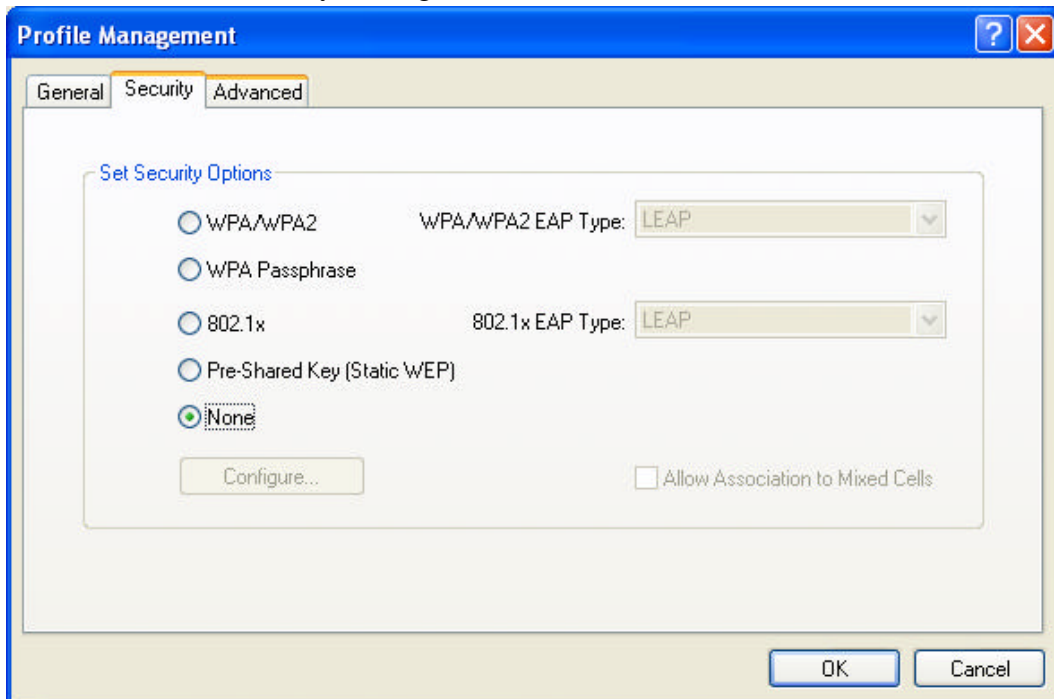 Profile Management
General Security Advanced
Set Security Options
WPA/WPA2 WPA/WPA2 EAP Type: LEAP
WPA Passphrase
802.1x 802.1x EAP Type: LEAP
Pre-Shared Key (Static WEP)
None
Configure... Allow Association to Mixed Cells
OK Cancel